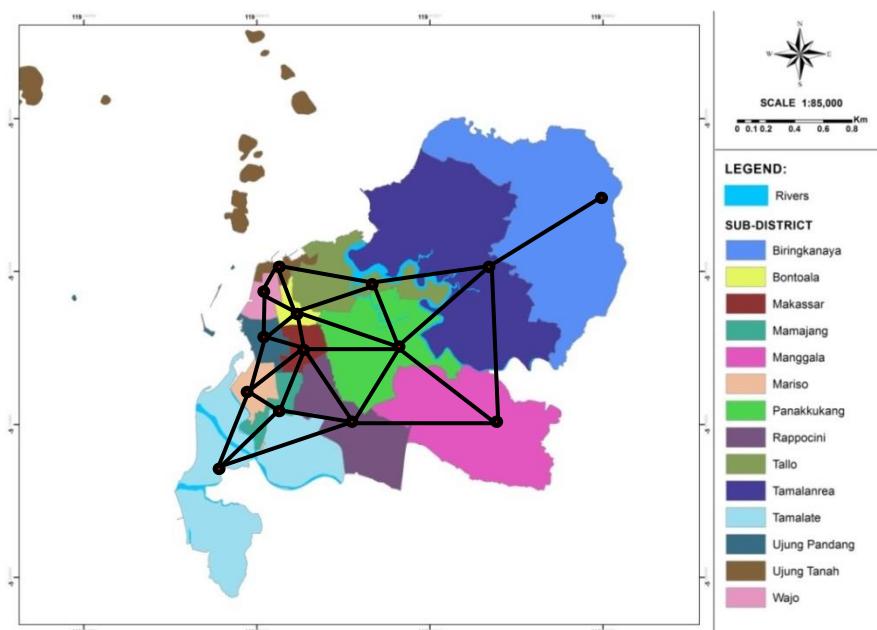 119
119
119
119
N
W E
S
SCALE 1:85,000
Km
0 0.1 0.2 0.4 0.6 0.8
LEGEND:
Rivers
SUB-DISTRICT
Biringkanaya
Bontoala
Makassar
Mamajang
Manggala
Mariso
Panakkukang
Rappocini
Tallo
Tamalanrea
Tamalate
Ujung Pandang
Ujung Tanah
Wajo